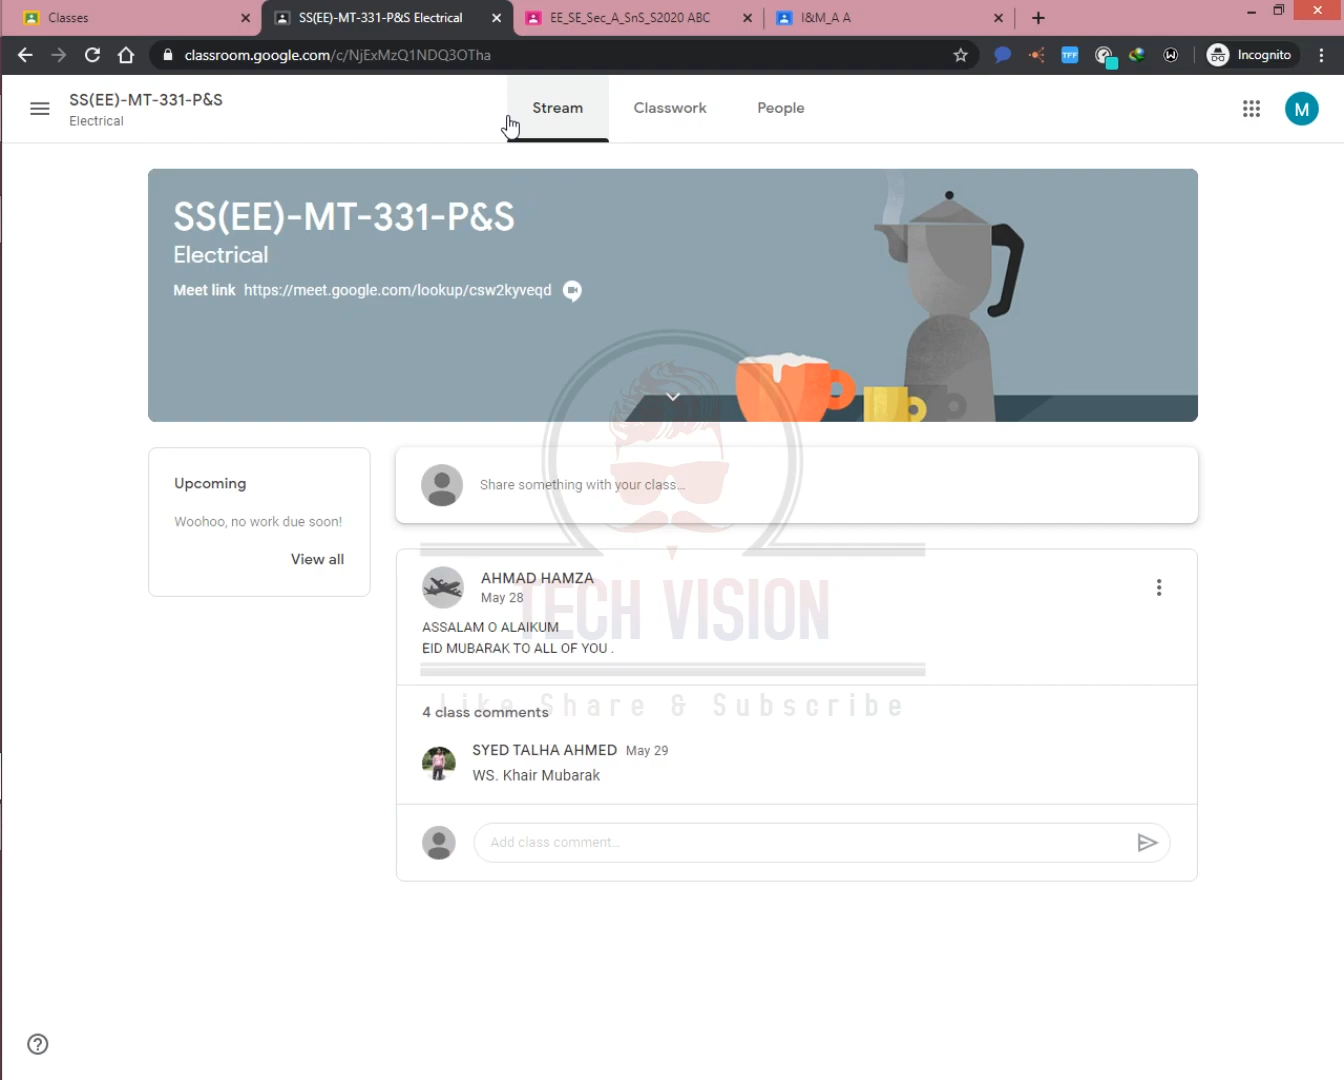 Classes
SS(EE)-MT-331-P&S Electrical
EE_SE_Sec_A_SnS_S2020 ABC
I&M_A A
classroom.google.com/c/NjExMzQ1NDQ3OTha
TFF
W
Incognito
SS(EE)-MT-331-P&S
Electrical
Stream
Classwork
People
M
SS(EE)-MT-331-P&S
Electrical
Meet link https://meet.google.com/lookup/csw2kyveqd
Upcoming
Woohoo, no work due soon!
View all
Share something with your class...
AHMAD HAMZA
May 28
ASSALAM O ALAIKUM
EID MUBARAK TO ALL OF YOU .
TECH VISION
Like Share & Subscribe
4 class comments
SYED TALHA AHMED May 29
WS. Khair Mubarak
Add class comment...